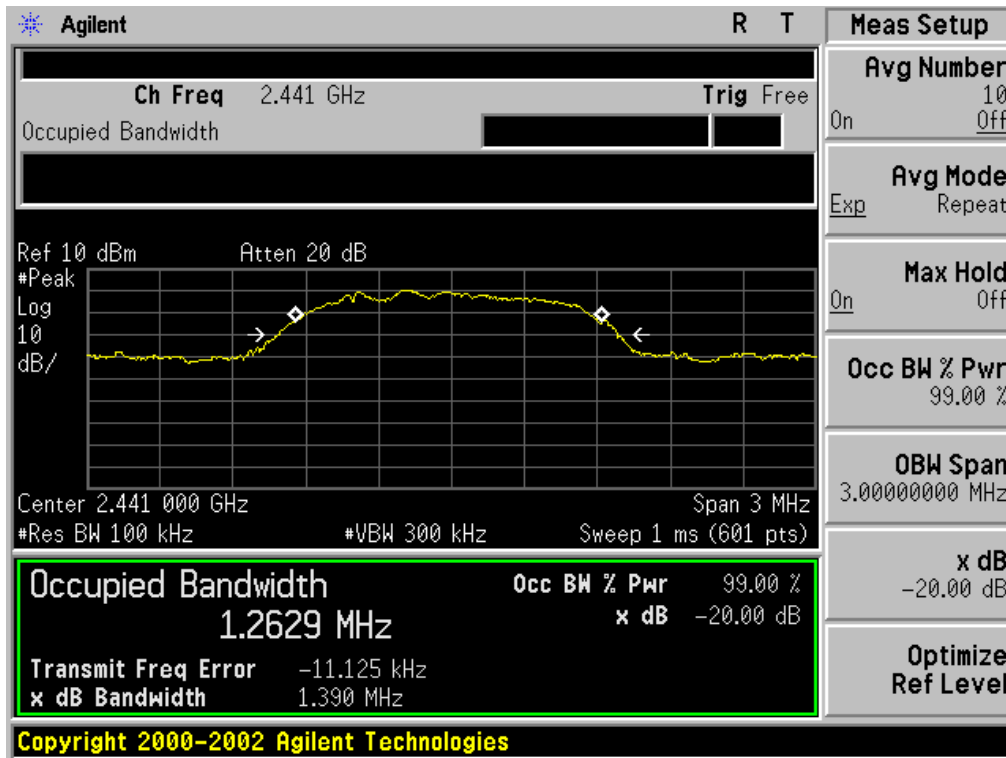 Agilent R T
Ch Freq 2.441 GHz Trig Free
Occupied Bandwidth
Ref 10 dBm Atten 20 dB
#Peak
Log
10
dB/
Center 2.441 000 GHz Span 3 MHz
#Res BW 100 kHz #VBW 300 kHz Sweep 1 ms (601 pts)
Occupied Bandwidth Occ BW % Pwr 99.00 %
1.2629 MHz x dB -20.00 dB
Transmit Freq Error -11.125 kHz
x dB Bandwidth 1.390 MHz
Copyright 2000-2002 Agilent Technologies
Meas Setup
Avg Number
10
On Off
Avg Mode
Exp Repeat
Max Hold
On Off
Occ BW % Pwr
99.00 %
OBW Span
3.00000000 MHz
x dB
-20.00 dB
Optimize
Ref Level